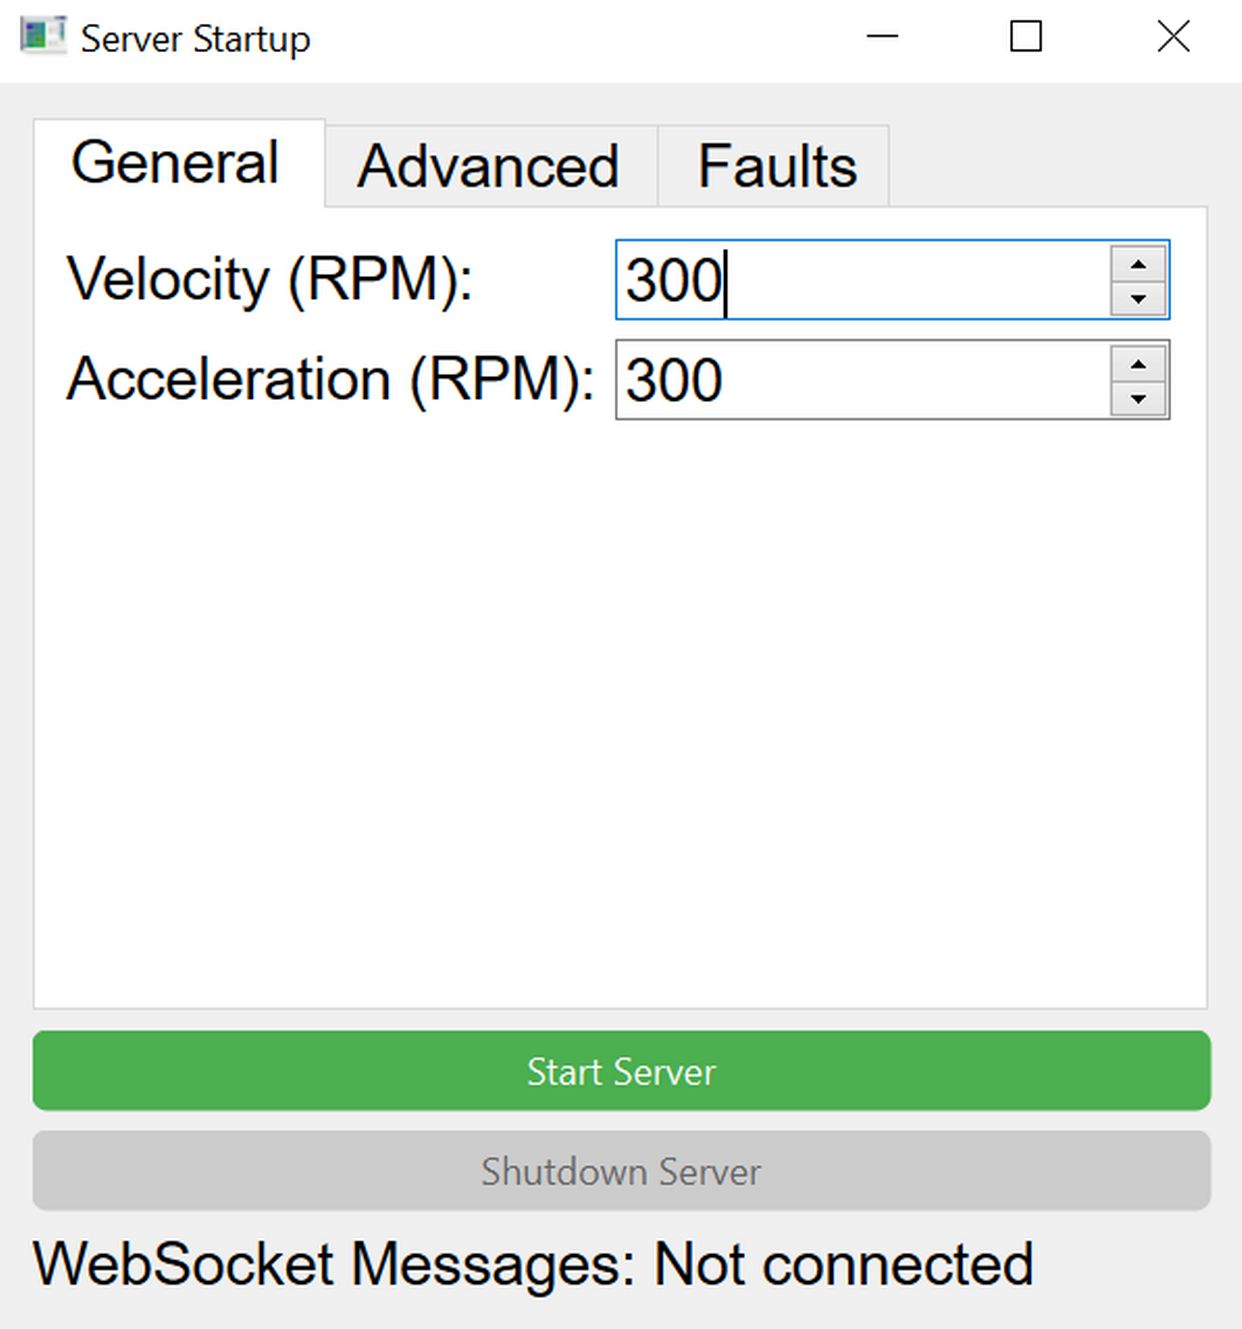 Server Startup
General Advanced Faults
Velocity (RPM): 300
Acceleration (RPM): 300
Start Server
Shutdown Server
WebSocket Messages: Not connected